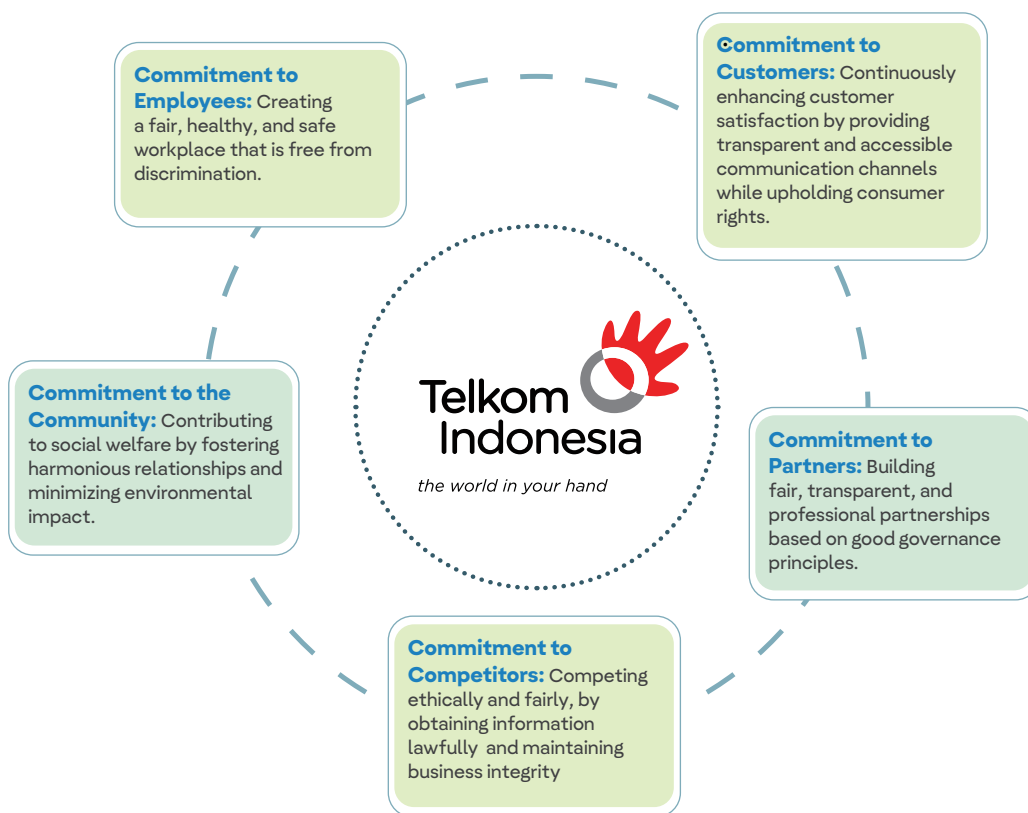 Commitment to
Employees: Creating
a fair, healthy, and safe
workplace that is free from
discrimination.
Commitment to
Customers: Continuously
enhancing customer
satisfaction by providing
transparent and accessible
communication channels
while upholding consumer
rights.
Commitment to the
Community: Contributing
to social welfare by fostering
harmonious relationships and
minimizing environmental
impact.
Telkom
Indonesia
the world in your hand
Commitment to
Partners: Building
fair, transparent, and
professional partnerships
based on good governance
principles.
Commitment to
Competitors: Competing
ethically and fairly, by
obtaining information
lawfully  and maintaining
business integrity